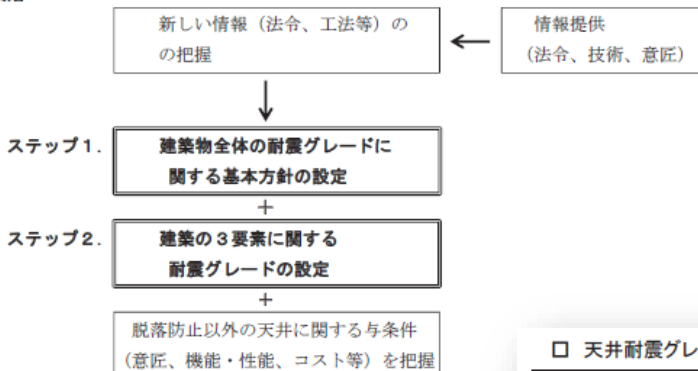 新しい情報（法令、工法等）の
の把握
情報提供
（法令、技術、意匠）
ステップ１．
建築物全体の耐震グレードに
関する基本方針の設定
＋
ステップ２．
建築の３要素に関する
耐震グレードの設定
＋
脱落防止以外の天井に関する与条件
（意匠、機能・性能、コスト等）を把握
□ 天井耐震グレ